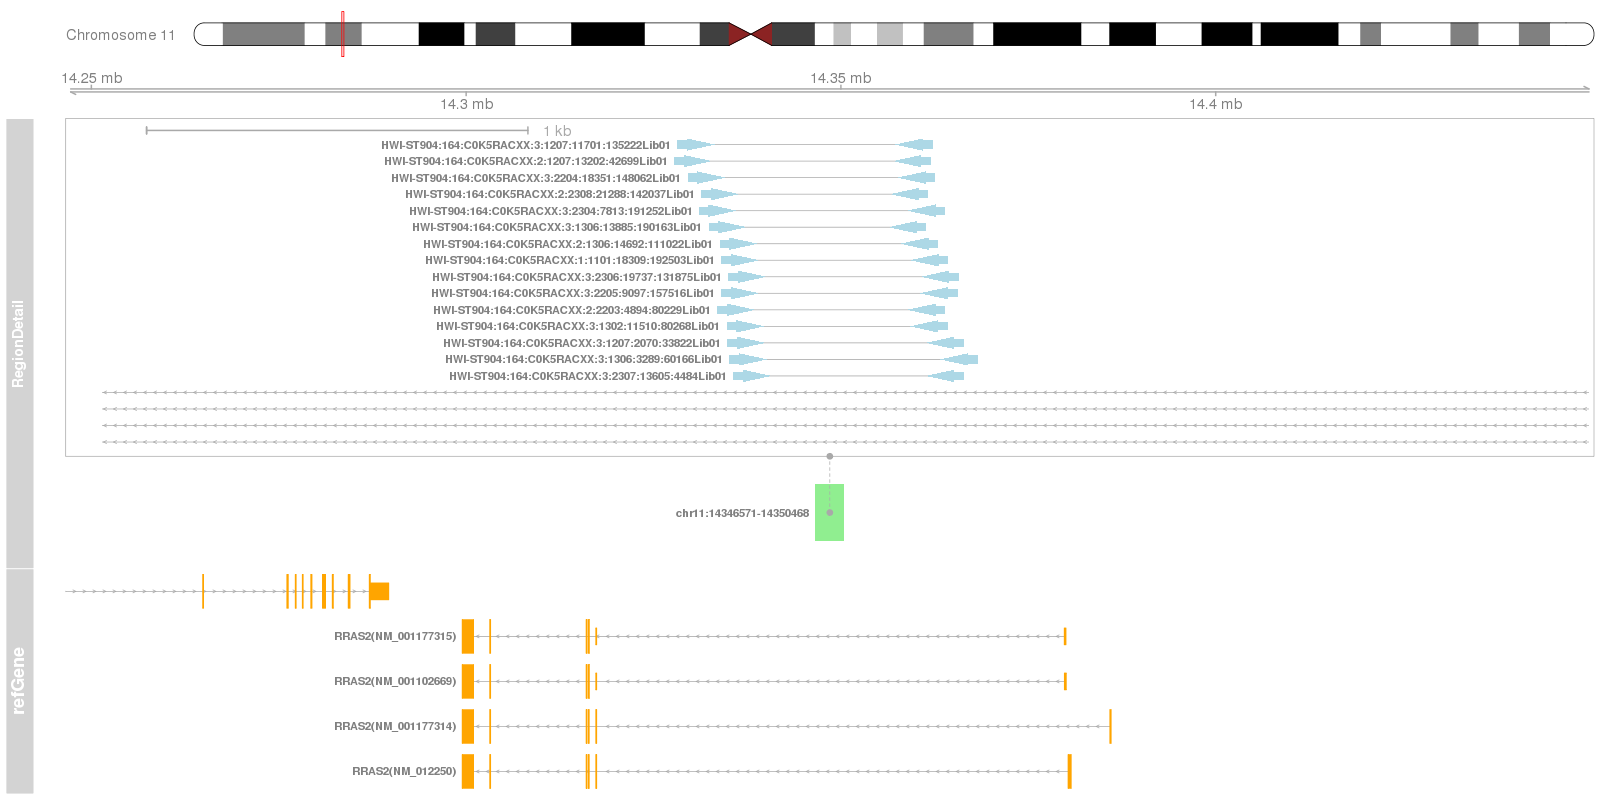 Chromosome 11
14.25 mb
14.35 mb
14.3 mb
14.4 mb
1 kb
HWI-ST904:164:C0K5RACXX:3:1207:11701:135222Lib01
HWI-ST904:164:C0K5RACXX:2:1207:13202:42699Lib01
HWI-ST904:164:C0K5RACXX:3:2204:18351:148062Lib01
HWI-ST904:164:C0K5RACXX:2:2308:21288:142037Lib01
HWI-ST904:164:C0K5RACXX:3:2304:7813:191252Lib01
HWI-ST904:164:C0K5RACXX:3:1306:13885:190163Lib01
HWI-ST904:164:C0K5RACXX:2:1306:14692:111022Lib01
HWI-ST904:164:C0K5RACXX:1:1101:18309:192503Lib01
HWI-ST904:164:C0K5RACXX:3:2306:19737:131875Lib01
HWI-ST904:164:C0K5RACXX:3:2205:9097:157516Lib01
HWI-ST904:164:C0K5RACXX:2:2203:4894:80229Lib01
HWI-ST904:164:C0K5RACXX:3:1302:11510:80268Lib01
HWI-ST904:164:C0K5RACXX:3:1207:2070:33822Lib01
HWI-ST904:164:C0K5RACXX:3:1306:3289:60166Lib01
HWI-ST904:164:C0K5RACXX:3:2307:13605:4484Lib01
RegionDetail
chr11:14346571-14350468
refGene
RRAS2(NM_001177315)
RRAS2(NM_001102669)
RRAS2(NM_001177314)
RRAS2(NM_012250)